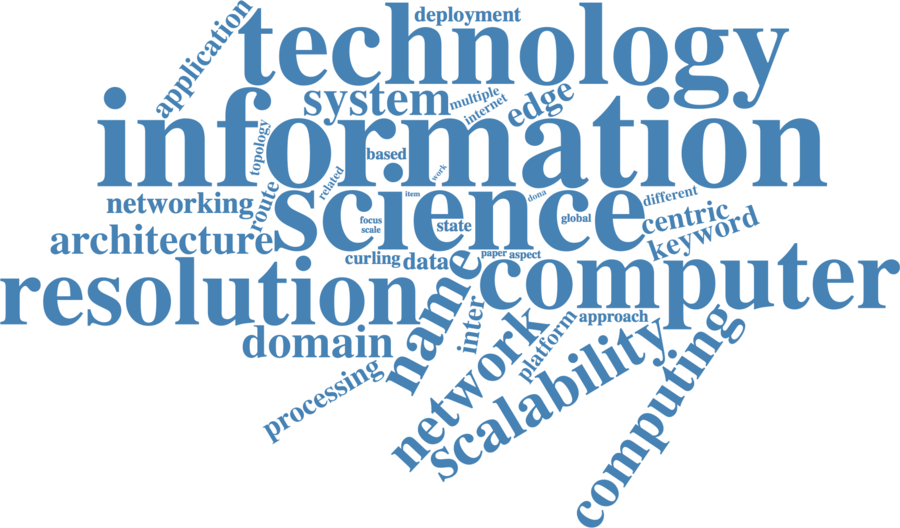 deployment
application
technology
system
multiple
internet
edge
information
topology
based
work
related
item
dona
different
networking
route
science
focus
scale
state
global
centric
keyword
architecture
curling
data
paper
aspect
resolution
name
computer
domain
inter
network
platform
approach
scalability
computing
processing